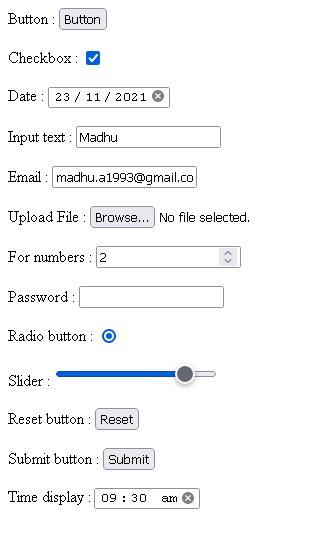 Button : Button
Checkbox :
Date : 23 / 11 / 2021
Input text : Madhu
Email : madhu.a1993@gmail.co
Upload File : Browse... No file selected.
For numbers : 2
Password :
Radio button :
Slider :
Reset button : Reset
Submit button : Submit
Time display : 09 : 30 am